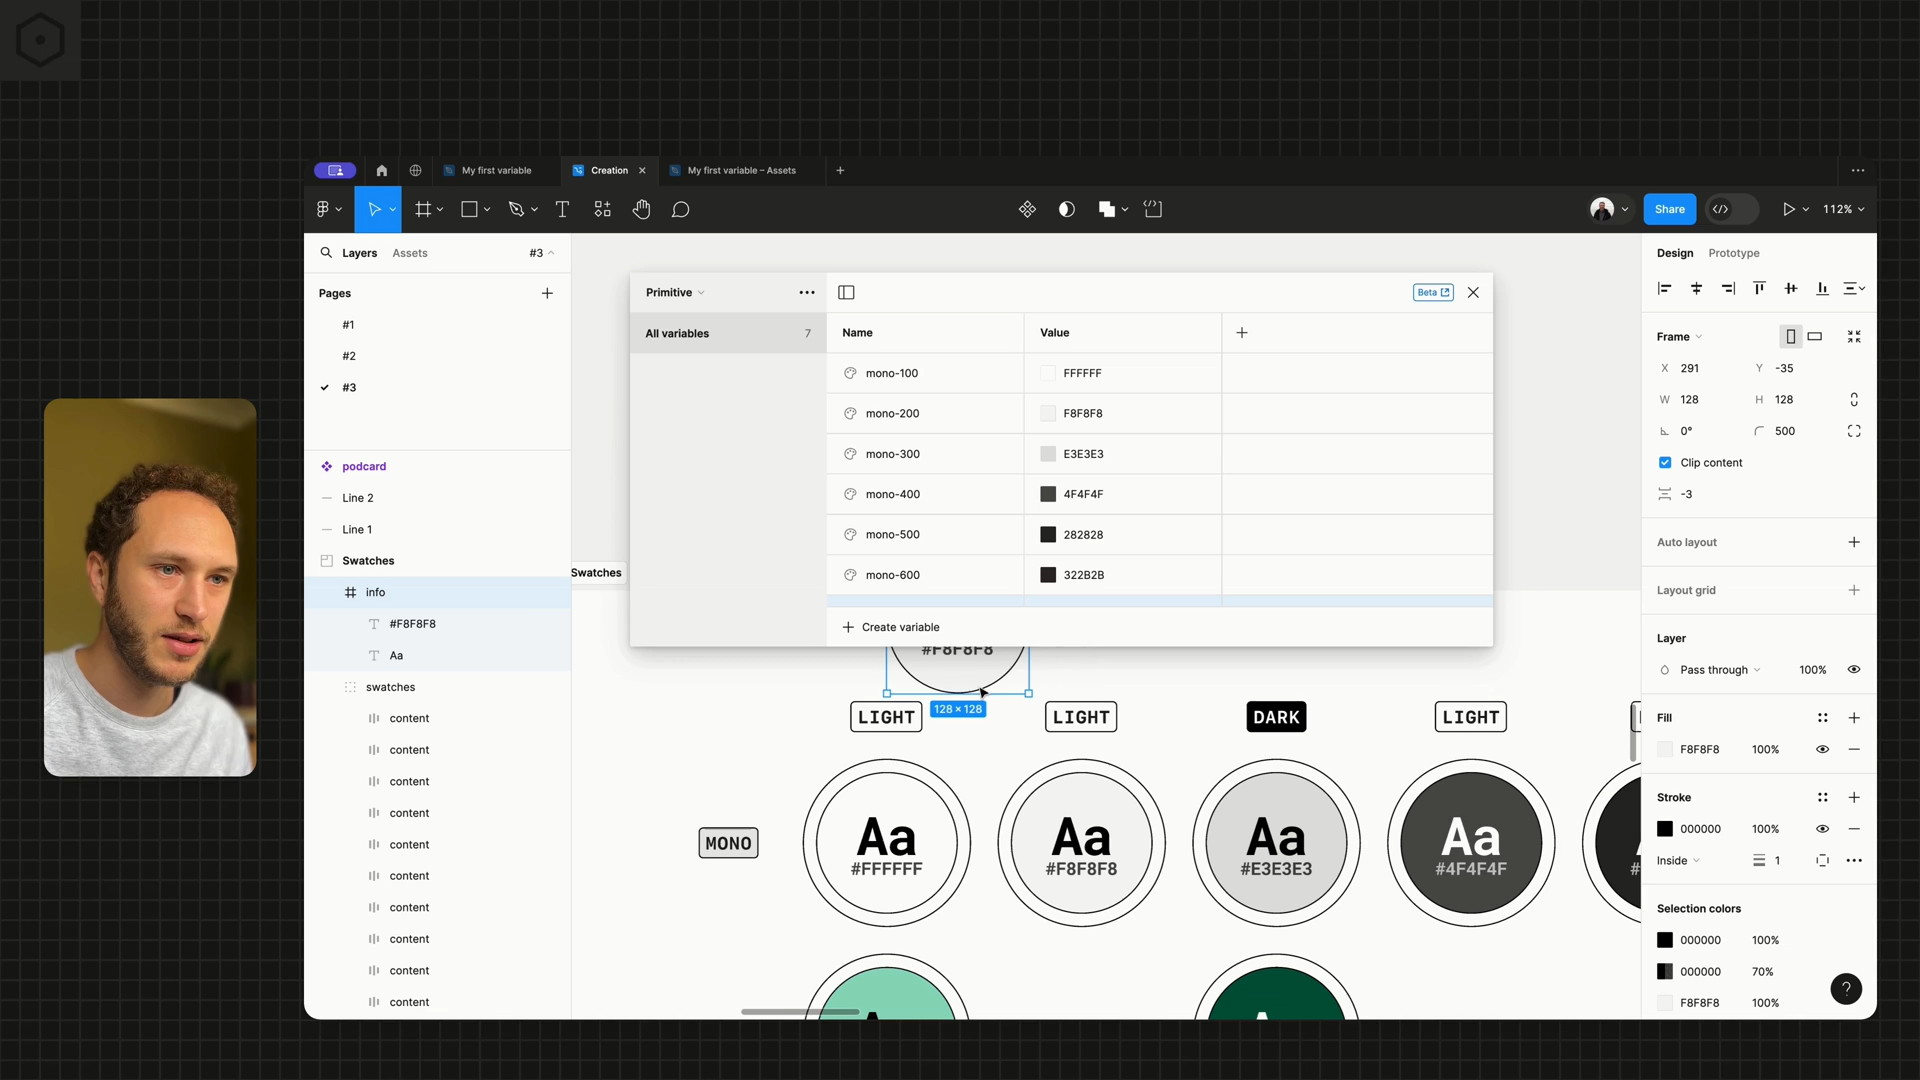 My first variable
Creation
My first variable – Assets
Share
112%
Layers
Assets
#3
Pages
#1
#2
#3
podcard
Line 2
Line 1
Swatches
info
#F8F8F8
Aa
swatches
content
content
content
content
content
content
content
content
content
content
Primitive
Beta
All variables
7
Name
Value
mono-100
FFFFFF
mono-200
F8F8F8
mono-300
E3E3E3
mono-400
4F4F4F
mono-500
282828
mono-600
322B2B
Create variable
Swatches
#F8F8F8
128 × 128
LIGHT
LIGHT
DARK
LIGHT
MONO
Aa
#FFFFFF
Aa
#F8F8F8
Aa
#E3E3E3
Aa
#4F4F4F
Design
Prototype
Frame
X 291
Y -35
W 128
H 128
0°
500
Clip content
-3
Auto layout
Layout grid
Layer
Pass through
100%
Fill
F8F8F8 100%
Stroke
000000 100%
Inside
1
Selection colors
000000 100%
000000 70%
F8F8F8 100%
?